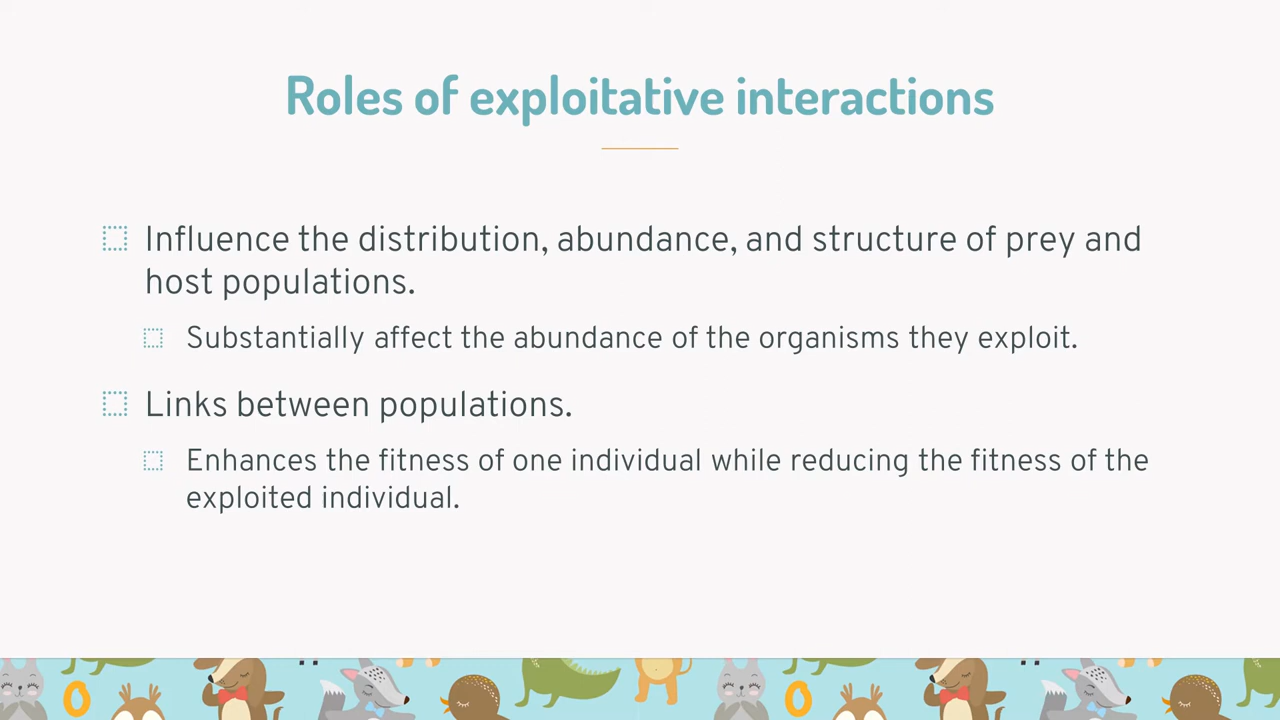 Roles of exploitative interactions
Influence the distribution, abundance, and structure of prey and
host populations.
Substantially affect the abundance of the organisms they exploit.
Links between populations.
Enhances the fitness of one individual while reducing the fitness of the
exploited individual.